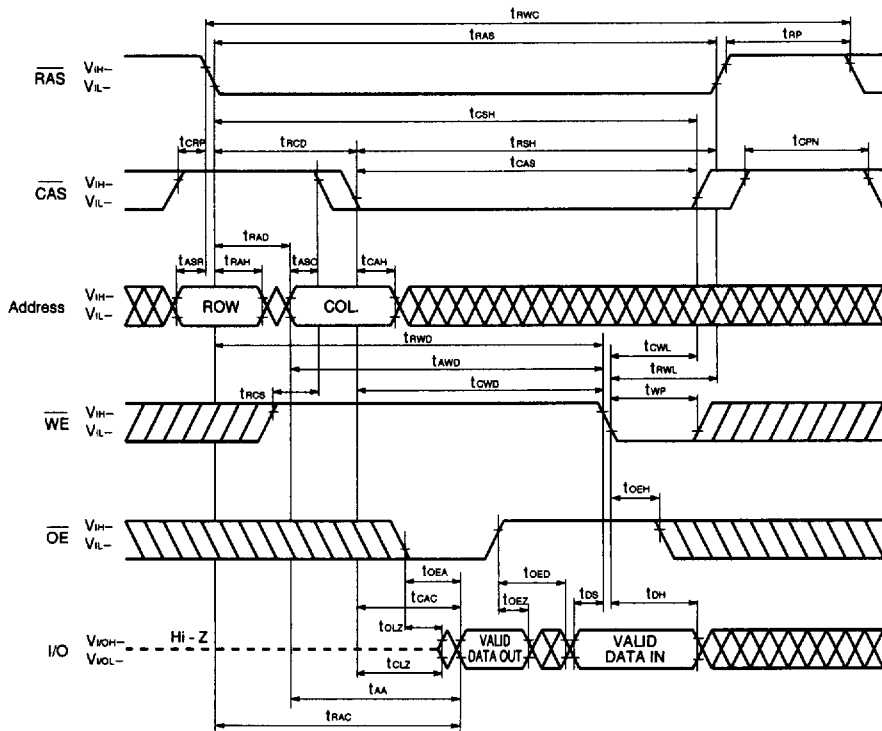 tRWC
tRAS
tRP
RAS
VIH–
VIL–
tCSH
tCRP
tRCD
tRSH
tCPN
tCAS
CAS
VIH–
VIL–
tRAD
tASR
tRAH
tASC
tCAH
Address
VIH–
VIL–
ROW
COL.
tRWD
tAWD
tCWL
tRCS
tCWD
tRWL
tWP
WE
VIH–
VIL–
tOEH
OE
VIH–
VIL–
tOEA
tOED
tCAC
tOEZ
tDS
tDH
tOLZ
I/O
VI/OH–
VI/OL–
Hi - Z
VALID
DATA OUT
VALID
DATA IN
tCLZ
tAA
tRAC